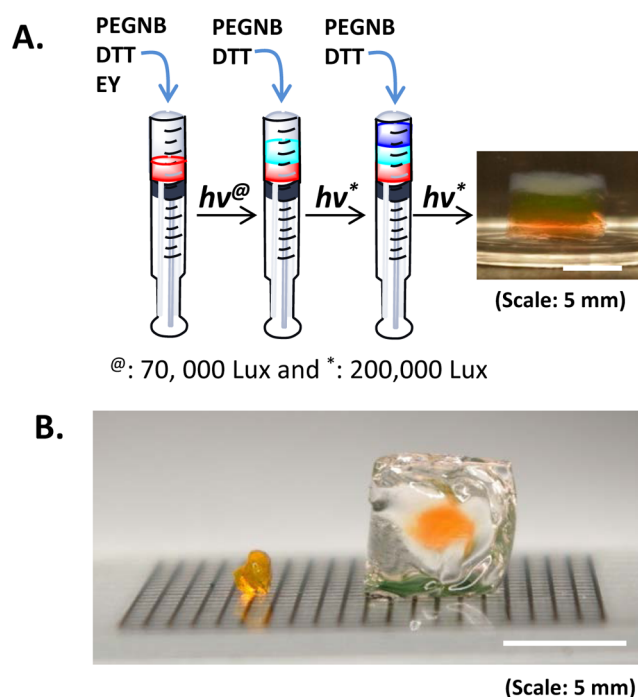 A.
PEGNB
DTT
EY
PEGNB
DTT
PEGNB
DTT
hv@
hv*
hv*
(Scale: 5 mm)
@: 70, 000 Lux and *: 200,000 Lux
B.
(Scale: 5 mm)